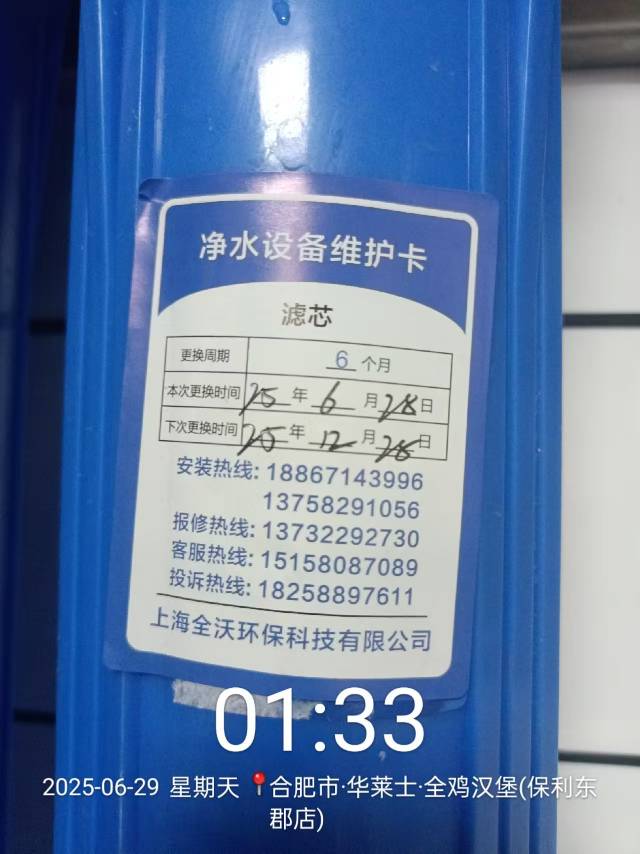 净水设备维护卡
滤芯
更换周期 6 个月
本次更换时间 25 年 6 月 28 日
下次更换时间 25 年 12 月 28 日
安装热线: 18867143996
13758291056
报修热线: 13732292730
客服热线: 15158087089
投诉热线: 18258897611
上海全沃环保科技有限公司
01:33
2025-06-29 星期天 📍合肥市·华莱士·全鸡汉堡(保利东
郡店)